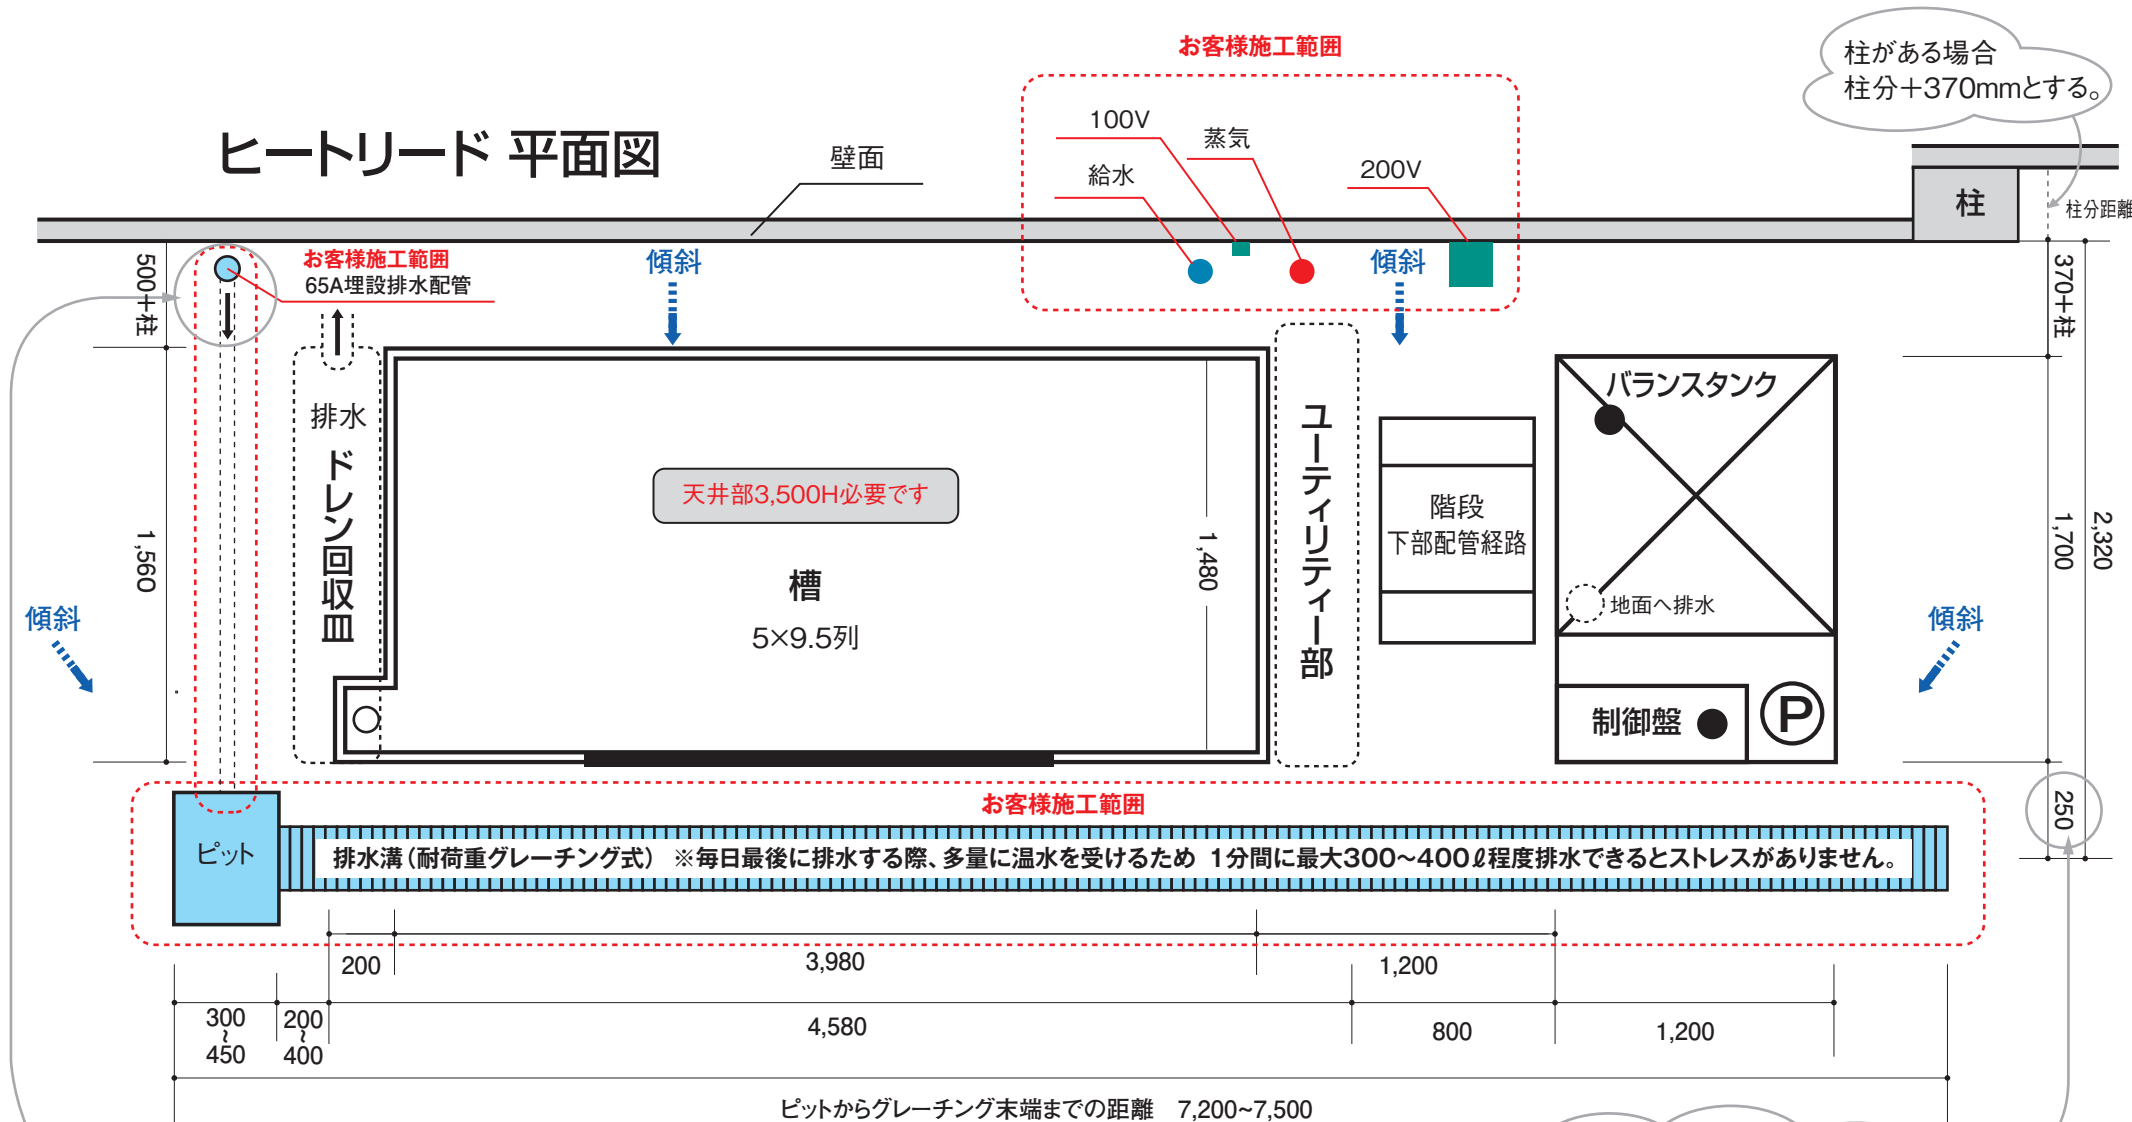 お客様施工範囲
柱がある場合
柱分＋370mmとする。
ヒートリード 平面図
壁面
100V
蒸気
給水
200V
柱
柱分距離
お客様施工範囲
65A埋設排水配管
傾斜
傾斜
500＋柱
370＋柱
排水
ドレン回収皿
天井部3,500H必要です
槽
5×9.5列
1,480
ユーティリティー部
階段
下部配管経路
バランスタンク
地面へ排水
制御盤
P
1,560
1,700
2,320
傾斜
傾斜
250
お客様施工範囲
ピット
排水溝（耐荷重グレーチング式） ※毎日最後に排水する際、多量に温水を受けるため 1分間に最大300～400ℓ程度排水できるとストレスがありません。
200
3,980
1,200
300～450
200～400
4,580
800
1,200
ピットからグレーチング末端までの距離 7,200~7,500